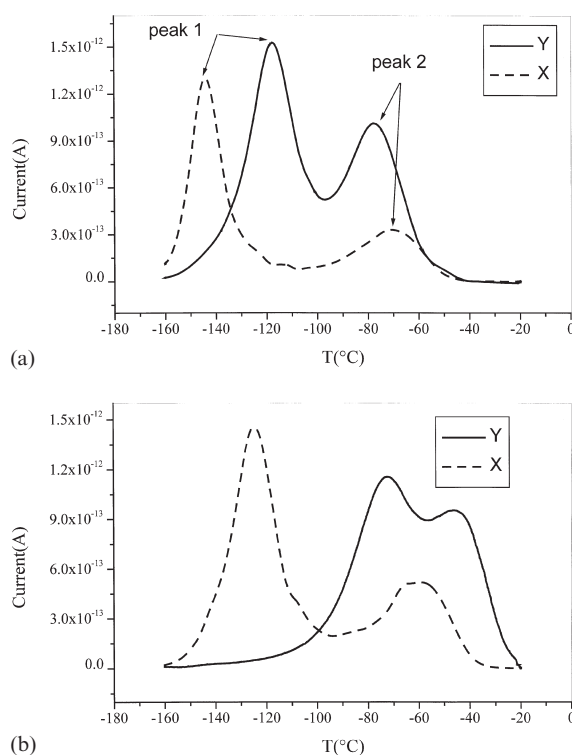 peak 1
peak 2
Y
X
1.5x10-12
1.2x10-12
9.0x10-13
6.0x10-13
3.0x10-13
0.0
Current(A)
-180 -160 -140 -120 -100 -80 -60 -40 -20 0
T(°C)
(a)
Y
X
1.5x10-12
1.2x10-12
9.0x10-13
6.0x10-13
3.0x10-13
0.0
Current(A)
-180 -160 -140 -120 -100 -80 -60 -40 -20 0
T(°C)
(b)